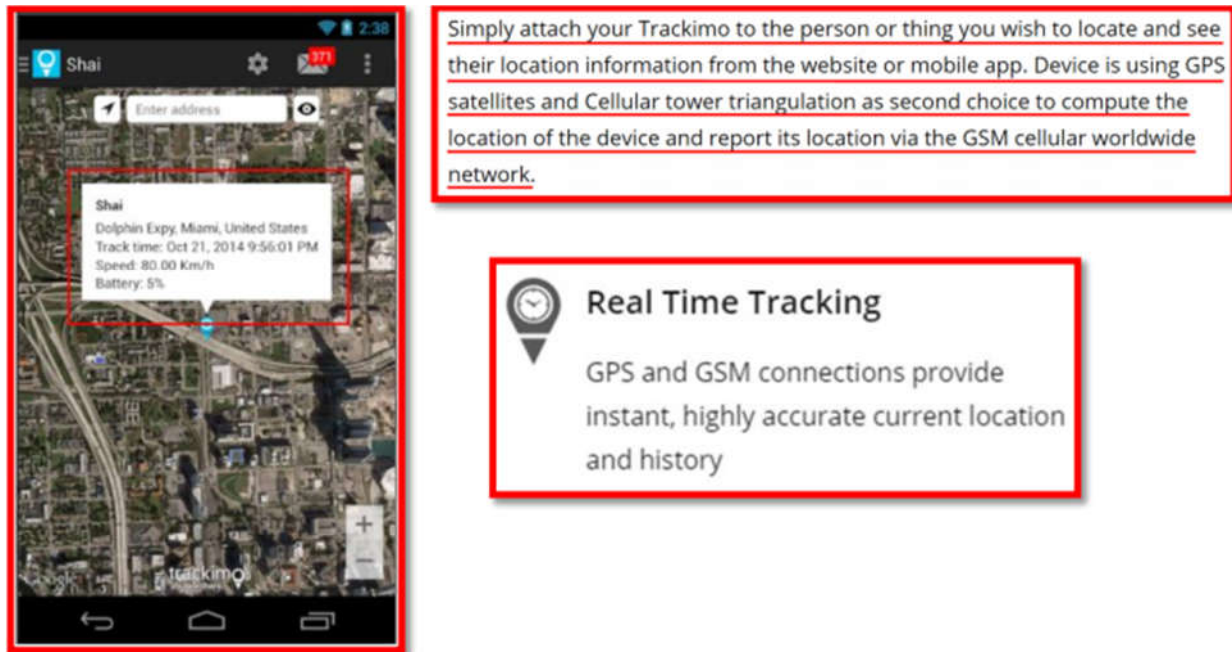 2:38
Shai
371
Enter address
Shai
Dolphin Expy, Miami, United States
Track time: Oct 21, 2014 9:56:01 PM
Speed: 80.00 Km/h
Battery: 5%
+
−
Google
trackimo
Simply attach your Trackimo to the person or thing you wish to locate and see
their location information from the website or mobile app. Device is using GPS
satellites and Cellular tower triangulation as second choice to compute the
location of the device and report its location via the GSM cellular worldwide
network.
Real Time Tracking
GPS and GSM connections provide
instant, highly accurate current location
and history